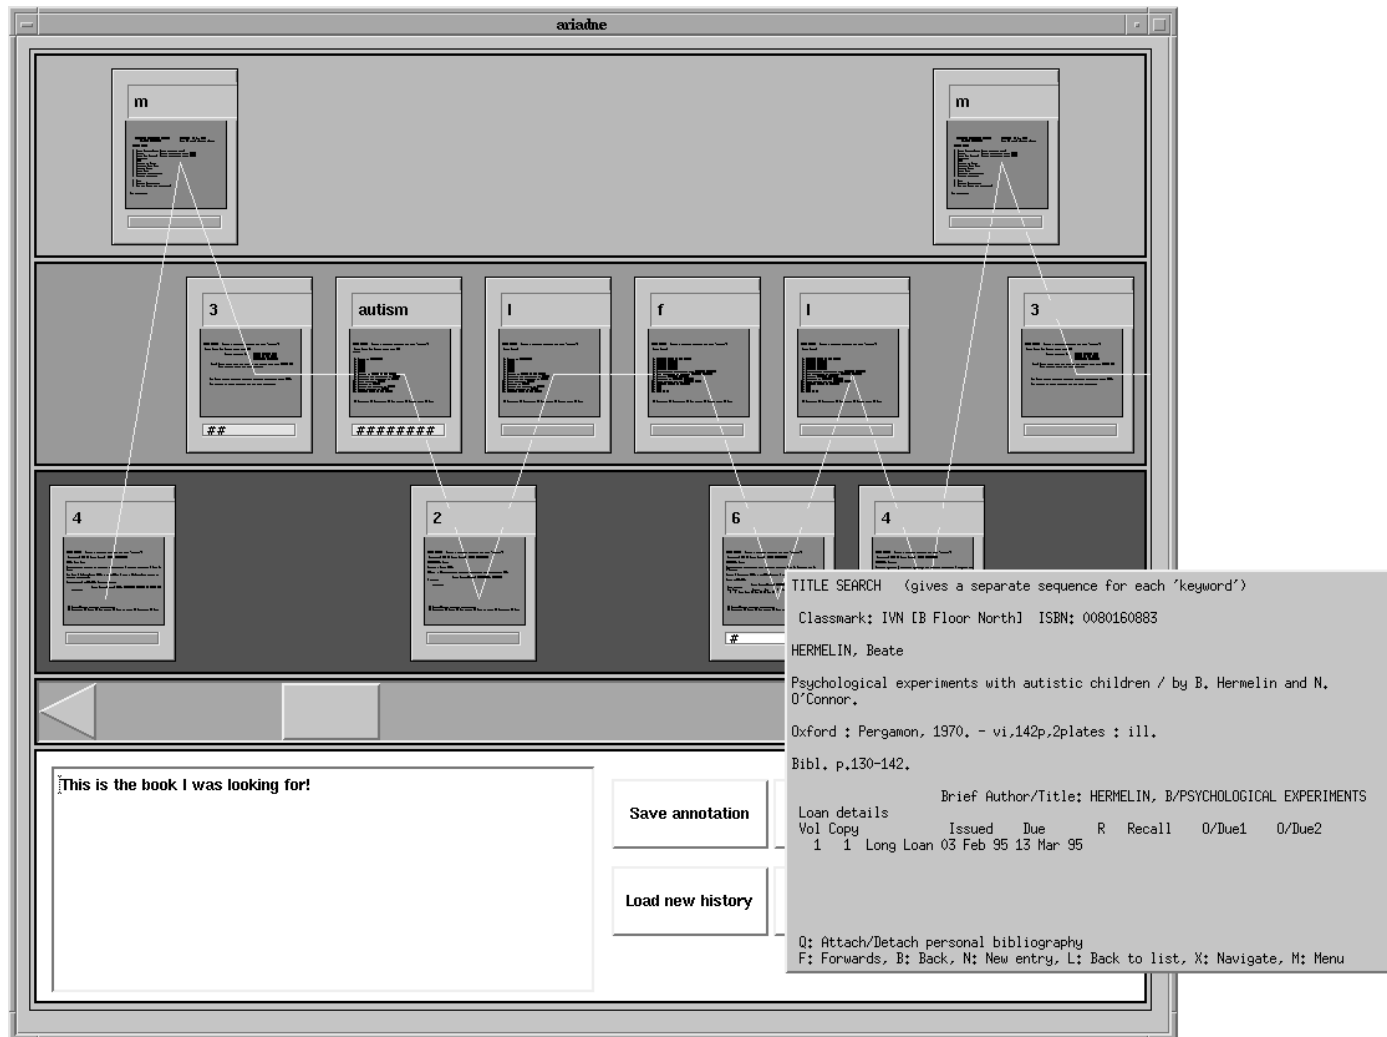 ariadne
m
m
3
autism
l
f
l
3
##
########
4
2
6
4
#
TITLE SEARCH (gives a separate sequence for each 'keyword')
Classmark: IVN [B Floor North] ISBN: 0080160883
HERMELIN, Beate
Psychological experiments with autistic children / by B. Hermelin and N.
O'Connor.
Oxford : Pergamon, 1970. - vi,142p,2plates : ill.
Bibl. p.130-142.
Brief Author/Title: HERMELIN, B/PSYCHOLOGICAL EXPERIMENTS
Loan details
Vol Copy Issued Due R Recall O/Due1 O/Due2
1 1 Long Loan 03 Feb 95 13 Mar 95
Q: Attach/Detach personal bibliography
F: Forwards, B: Back, N: New entry, L: Back to list, X: Navigate, M: Menu
This is the book I was looking for!
Save annotation
Load new history